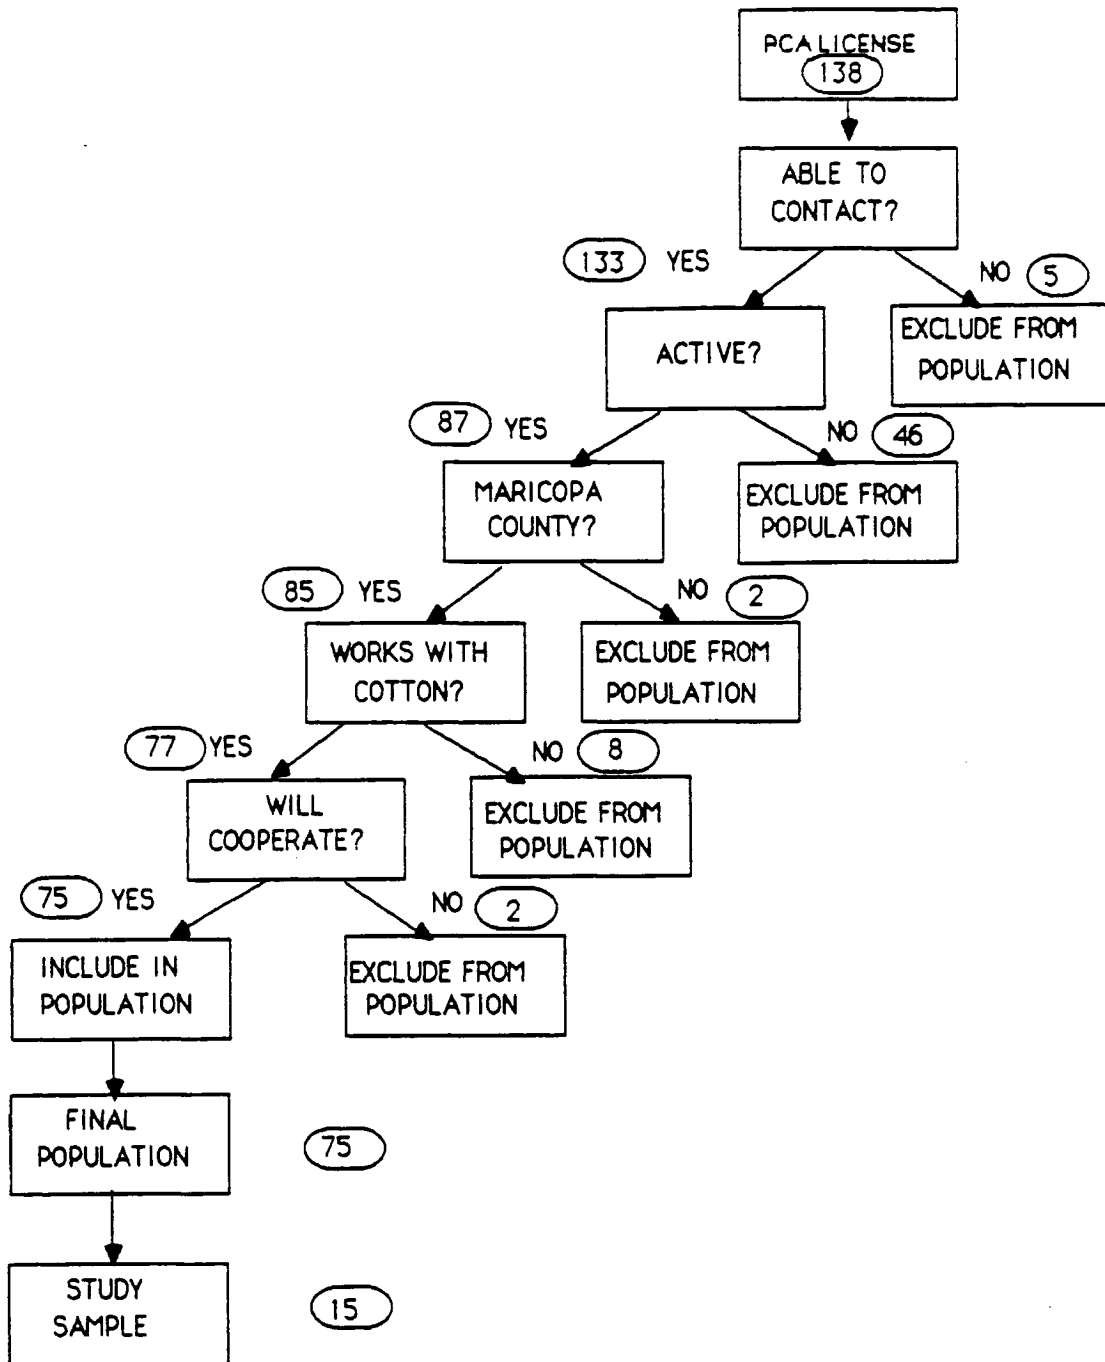 PCA LICENSE
138
ABLE TO
CONTACT?
133 YES
NO 5
ACTIVE?
EXCLUDE FROM
POPULATION
87 YES
NO 46
MARICOPA
COUNTY?
EXCLUDE FROM
POPULATION
85 YES
NO 2
WORKS WITH
COTTON?
EXCLUDE FROM
POPULATION
77 YES
NO 8
WILL
COOPERATE?
EXCLUDE FROM
POPULATION
75 YES
NO 2
INCLUDE IN
POPULATION
EXCLUDE FROM
POPULATION
FINAL
POPULATION
75
STUDY
SAMPLE
15